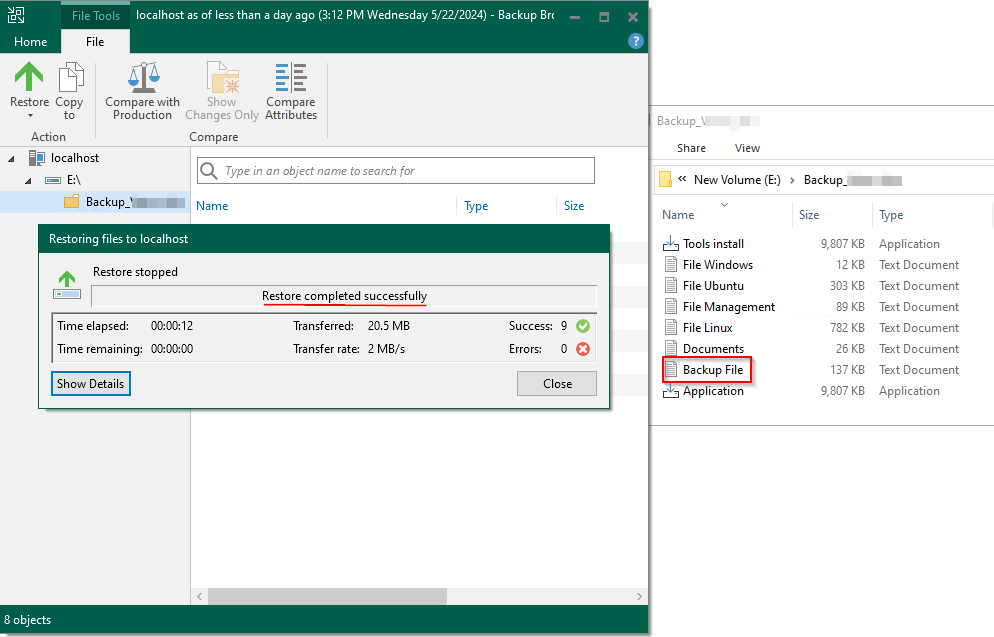 File Tools
localhost as of less than a day ago (3:12 PM Wednesday 5/22/2024) - Backup Bro
Home
File
?
Restore
Copy to
Compare with Production
Show Changes Only
Compare Attributes
Action
Compare
localhost
E:\
Backup_
Type in an object name to search for
Name Type Size
Restoring files to localhost
Restore stopped
Restore completed successfully
Time elapsed: 00:00:12 Transferred: 20.5 MB Success: 9
Time remaining: 00:00:00 Transfer rate: 2 MB/s Errors: 0
Show Details
Close
8 objects
Backup_
Share View
« New Volume (E:) › Backup_
Name Size Type
Tools install 9,807 KB Application
File Windows 12 KB Text Document
File Ubuntu 303 KB Text Document
File Management 89 KB Text Document
File Linux 782 KB Text Document
Documents 26 KB Text Document
Backup File 137 KB Text Document
Application 9,807 KB Application